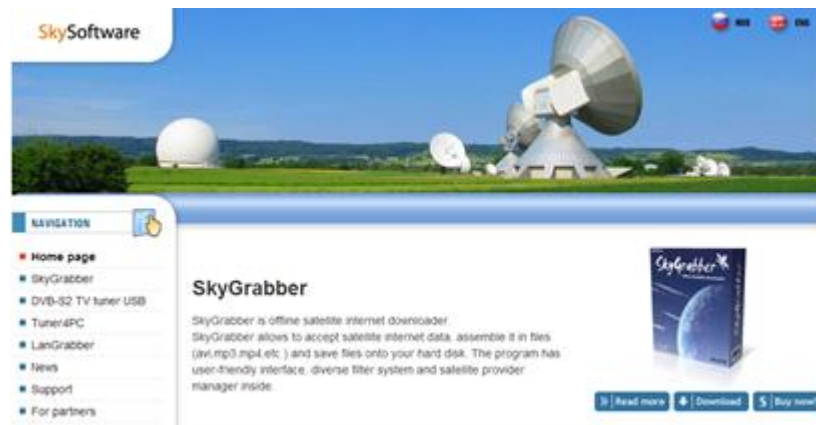 SkySoftware
ENG
NAVIGATION
Home page
SkyGrabber
DVB-S2 TV tuner USB
Tuner4PC
LanGrabber
News
Support
For partners
SkyGrabber
SkyGrabber is offline satellite internet downloader.
SkyGrabber allows to accept satellite internet data, assemble it in files
(avi,mp3,mp4,etc.) and save files onto your hard disk. The program has
user-friendly interface, diverse filter system and satellite provider
manager inside.
SkyGrabber
Read more
Download
$ Buy now!